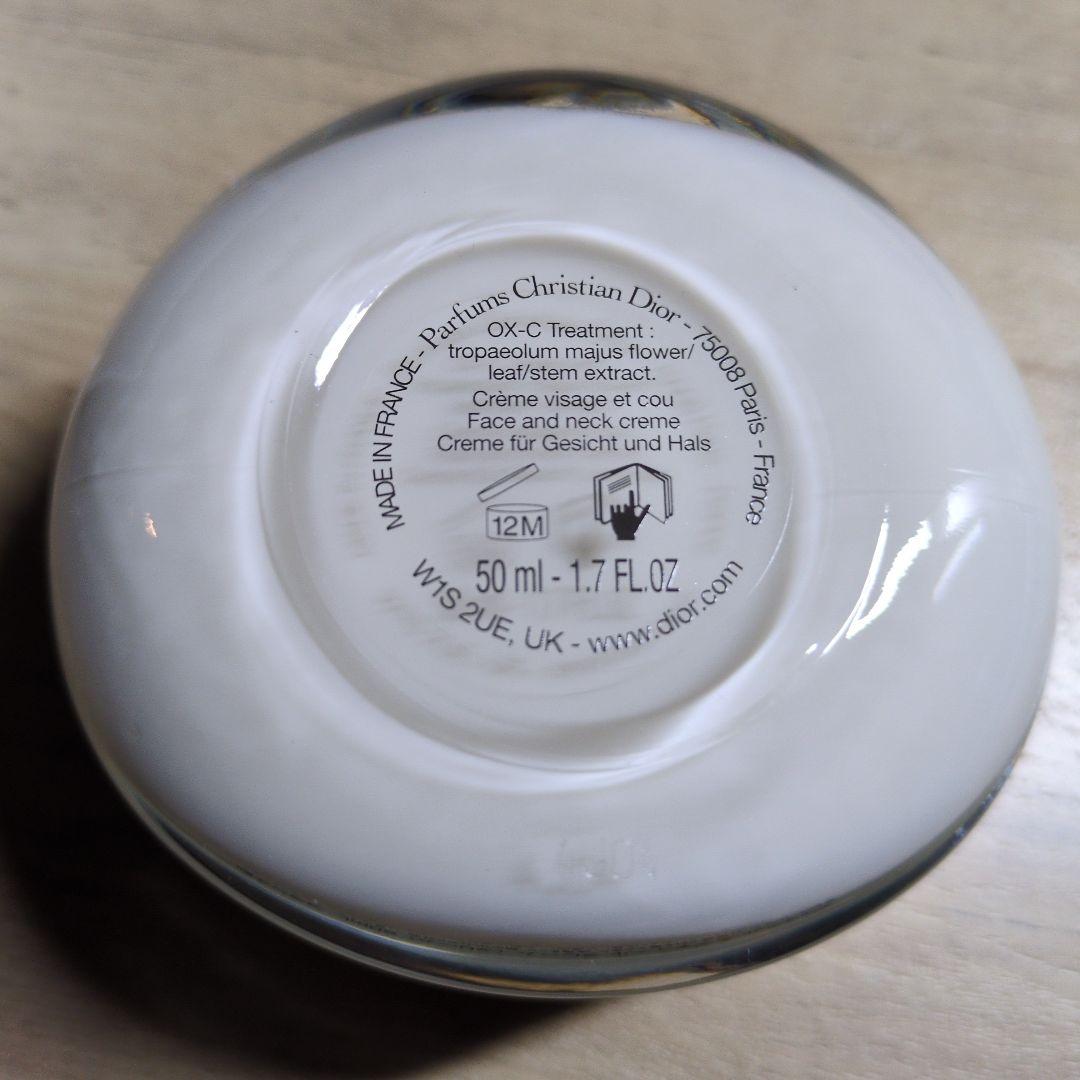 MADE IN FRANCE - Parfums Christian Dior - 75008 Paris - France
OX-C Treatment :
tropaeolum majus flower/
leaf/stem extract.
Crème visage et cou
Face and neck creme
Creme für Gesicht und Hals
12M
50 ml - 1.7 FL.OZ
W1S 2UE, UK - www.dior.com